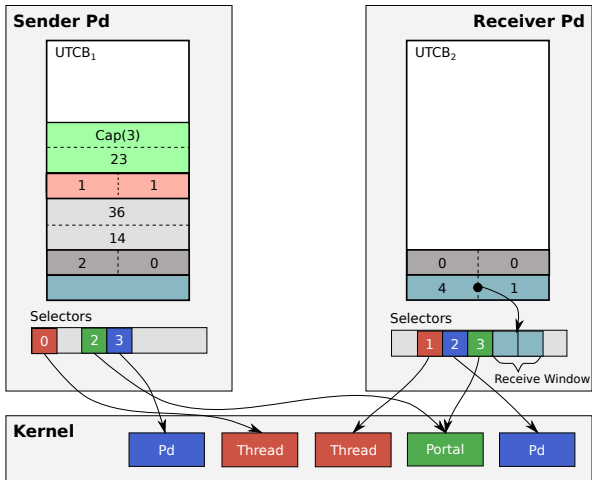 Sender Pd
UTCB1
Cap(3)
23
1 1
36
14
2 0
Selectors
0 2 3
Receiver Pd
UTCB2
0 0
4 1
Selectors
1 2 3
Receive Window
Kernel
Pd Thread Thread Portal Pd